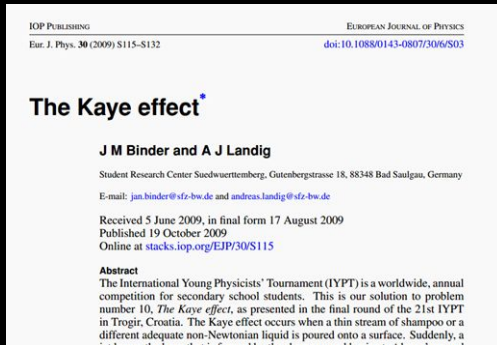 IOP PUBLISHING
EUROPEAN JOURNAL OF PHYSICS
Eur. J. Phys. 30 (2009) S115–S132
doi:10.1088/0143-0807/30/6/S03
The Kaye effect*
J M Binder and A J Landig
Student Research Center Suedwuerttemberg, Gutenbergstrasse 18, 88348 Bad Saulgau, Germany
E-mail: jan.binder@sfz-bw.de and andreas.landig@sfz-bw.de
Received 5 June 2009, in final form 17 August 2009
Published 19 October 2009
Online at stacks.iop.org/EJP/30/S115
Abstract
The International Young Physicists' Tournament (IYPT) is a worldwide, annual
competition for secondary school students. This is our solution to problem
number 10, The Kaye effect, as presented in the final round of the 21st IYPT
in Trogir, Croatia. The Kaye effect occurs when a thin stream of shampoo or a
different adequate non-Newtonian liquid is poured onto a surface. Suddenly, a